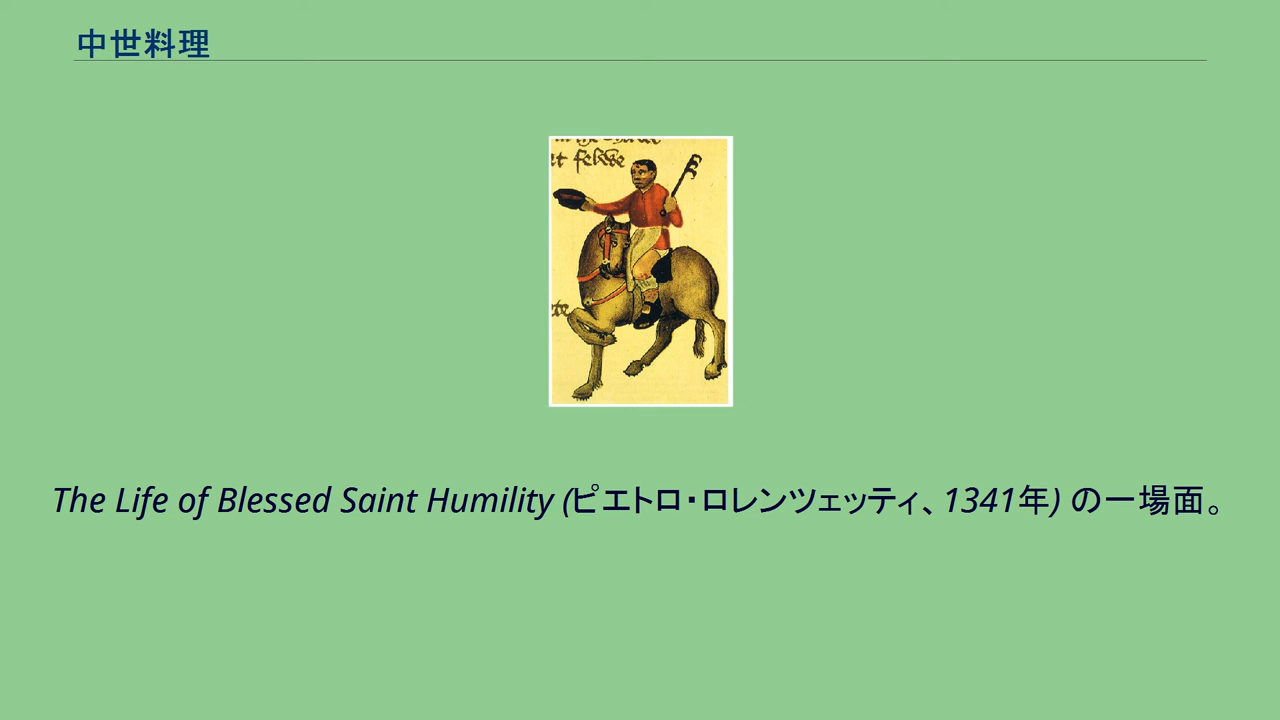 中世料理
The Life of Blessed Saint Humility (ピエトロ・ロレンツェッティ、1341年) の一場面。